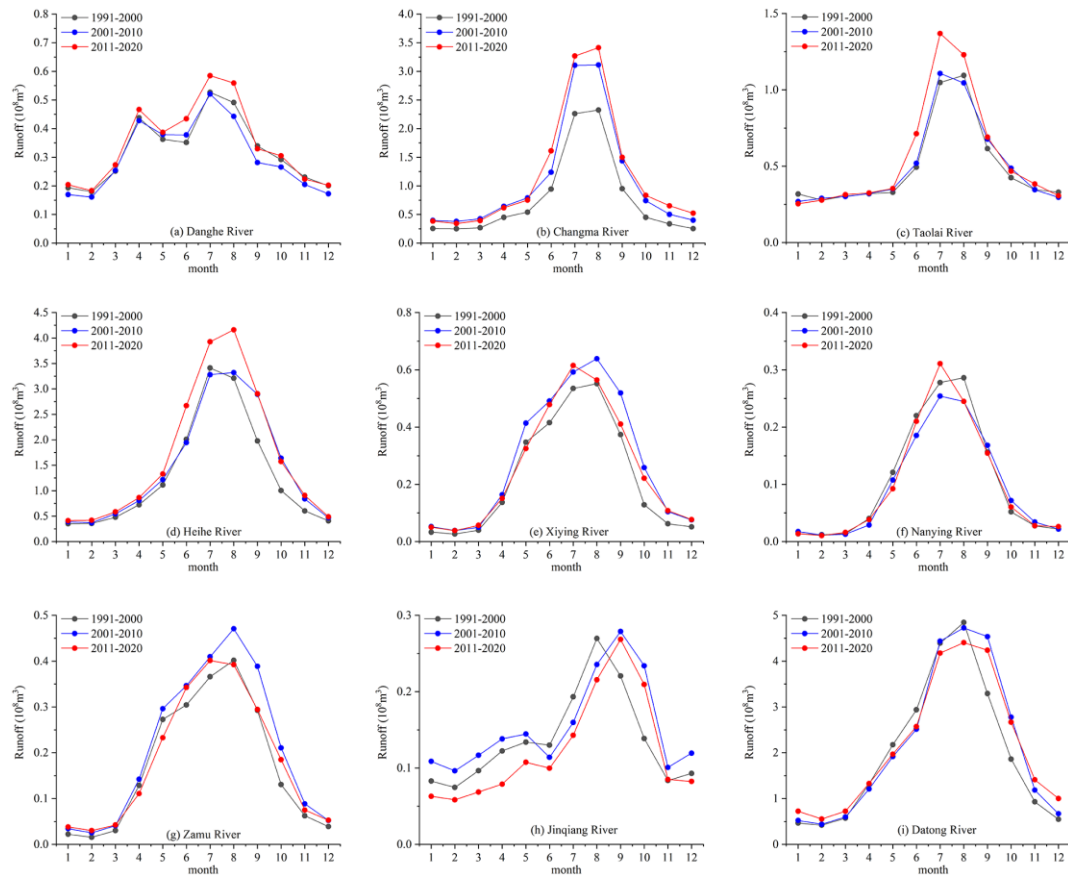 0.8
0.7
0.6
0.5
0.4
0.3
0.2
0.1
0.0
Runoff (10⁸m³)
1991-2000
2001-2010
2011-2020
(a) Danghe River
1 2 3 4 5 6 7 8 9 10 11 12
month
4.0
3.5
3.0
2.5
2.0
1.5
1.0
0.5
0.0
Runoff (10⁸m³)
1991-2000
2001-2010
2011-2020
(b) Changma River
1 2 3 4 5 6 7 8 9 10 11 12
month
1.5
1.0
0.5
0.0
Runoff (10⁸m³)
1991-2000
2001-2010
2011-2020
(c) Taolai River
1 2 3 4 5 6 7 8 9 10 11 12
month
4.5
4.0
3.5
3.0
2.5
2.0
1.5
1.0
0.5
0.0
Runoff (10⁸m³)
1991-2000
2001-2010
2011-2020
(d) Heihe River
1 2 3 4 5 6 7 8 9 10 11 12
month
0.8
0.6
0.4
0.2
0.0
Runoff (10⁸m³)
1991-2000
2001-2010
2011-2020
(e) Xiying River
1 2 3 4 5 6 7 8 9 10 11 12
month
0.4
0.3
0.2
0.1
0.0
Runoff (10⁸m³)
1991-2000
2001-2010
2011-2020
(f) Nanying River
1 2 3 4 5 6 7 8 9 10 11 12
month
0.5
0.4
0.3
0.2
0.1
0.0
Runoff (10⁸m³)
1991-2000
2001-2010
2011-2020
(g) Zamu River
1 2 3 4 5 6 7 8 9 10 11 12
month
0.3
0.2
0.1
0.0
Runoff (10⁸m³)
1991-2000
2001-2010
2011-2020
(h) Jinqiang River
1 2 3 4 5 6 7 8 9 10 11 12
month
5
4
3
2
1
0
Runoff (10⁸m³)
1991-2000
2001-2010
2011-2020
(i) Datong River
1 2 3 4 5 6 7 8 9 10 11 12
month